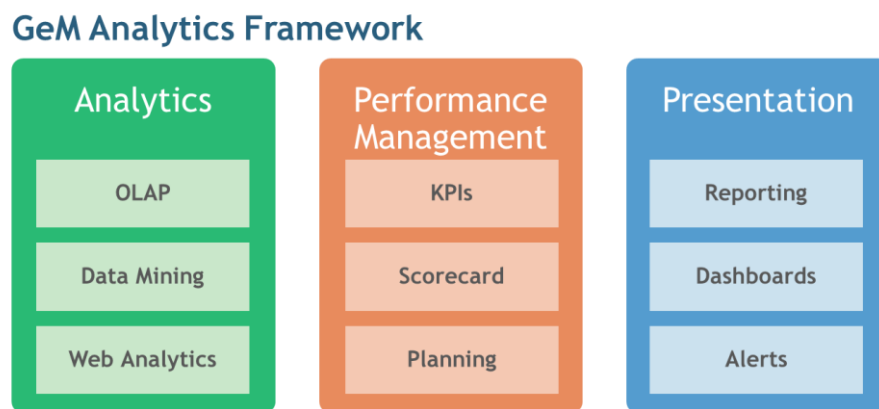 GeM Analytics Framework
Analytics
OLAP
Data Mining
Web Analytics
Performance
Management
KPIs
Scorecard
Planning
Presentation
Reporting
Dashboards
Alerts